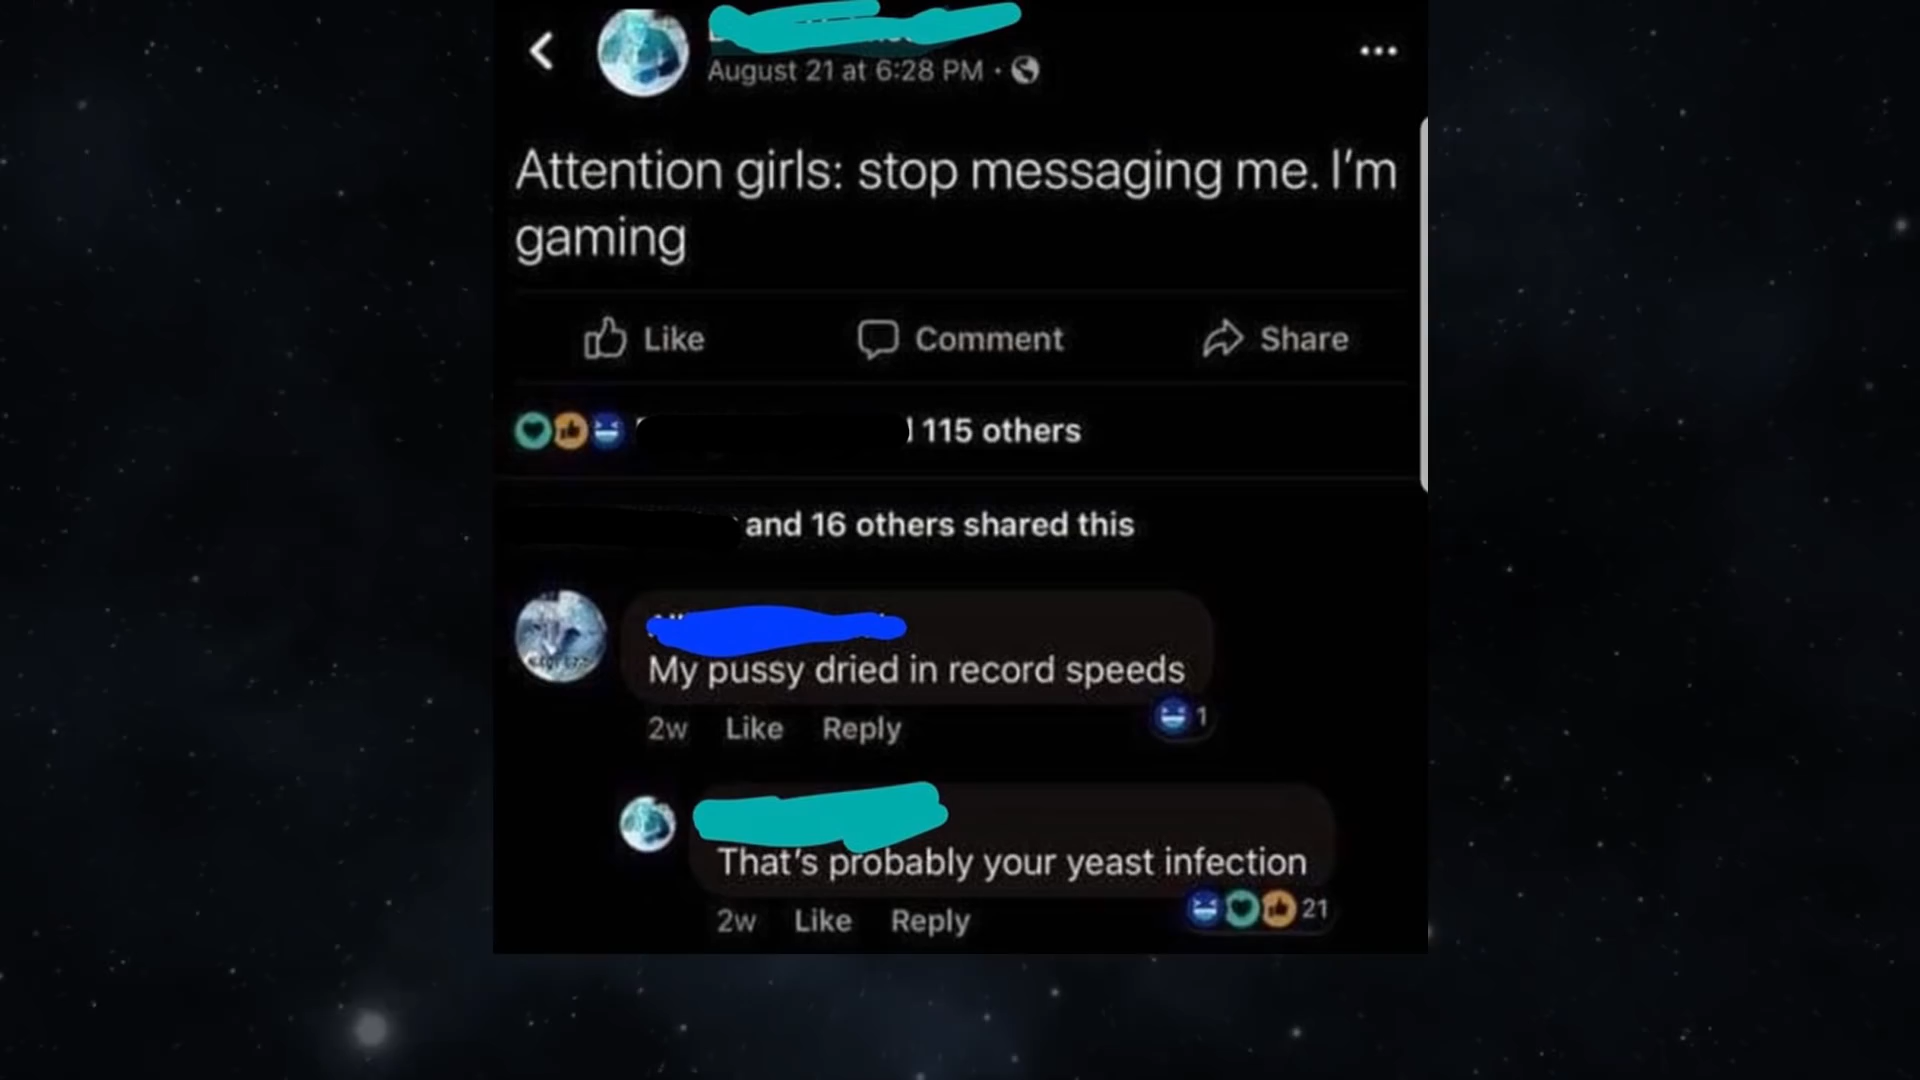 August 21 at 6:28 PM ·
Attention girls: stop messaging me. I'm
gaming
Like Comment Share
115 others
and 16 others shared this
My pussy dried in record speeds
2w Like Reply 1
That's probably your yeast infection
2w Like Reply 21